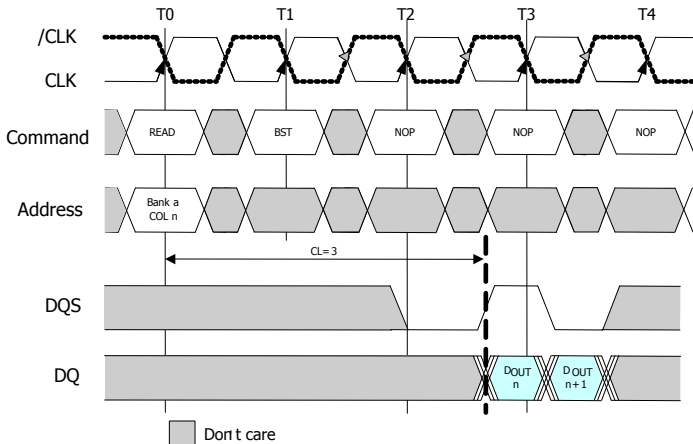 T0 T1 T2 T3 T4
/CLK
CLK
Command READ BST NOP NOP NOP
Address Bank a
COL n
CL= 3
DQS
DQ DOUT DOUT
n n+1
Don't care